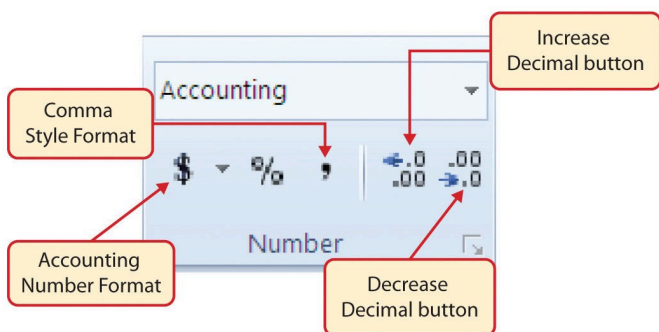 Increase
Decimal button
Accounting
Comma
Style Format
$ % , .0 .00
.00 .0
Number
Accounting
Number Format
Decrease
Decimal button